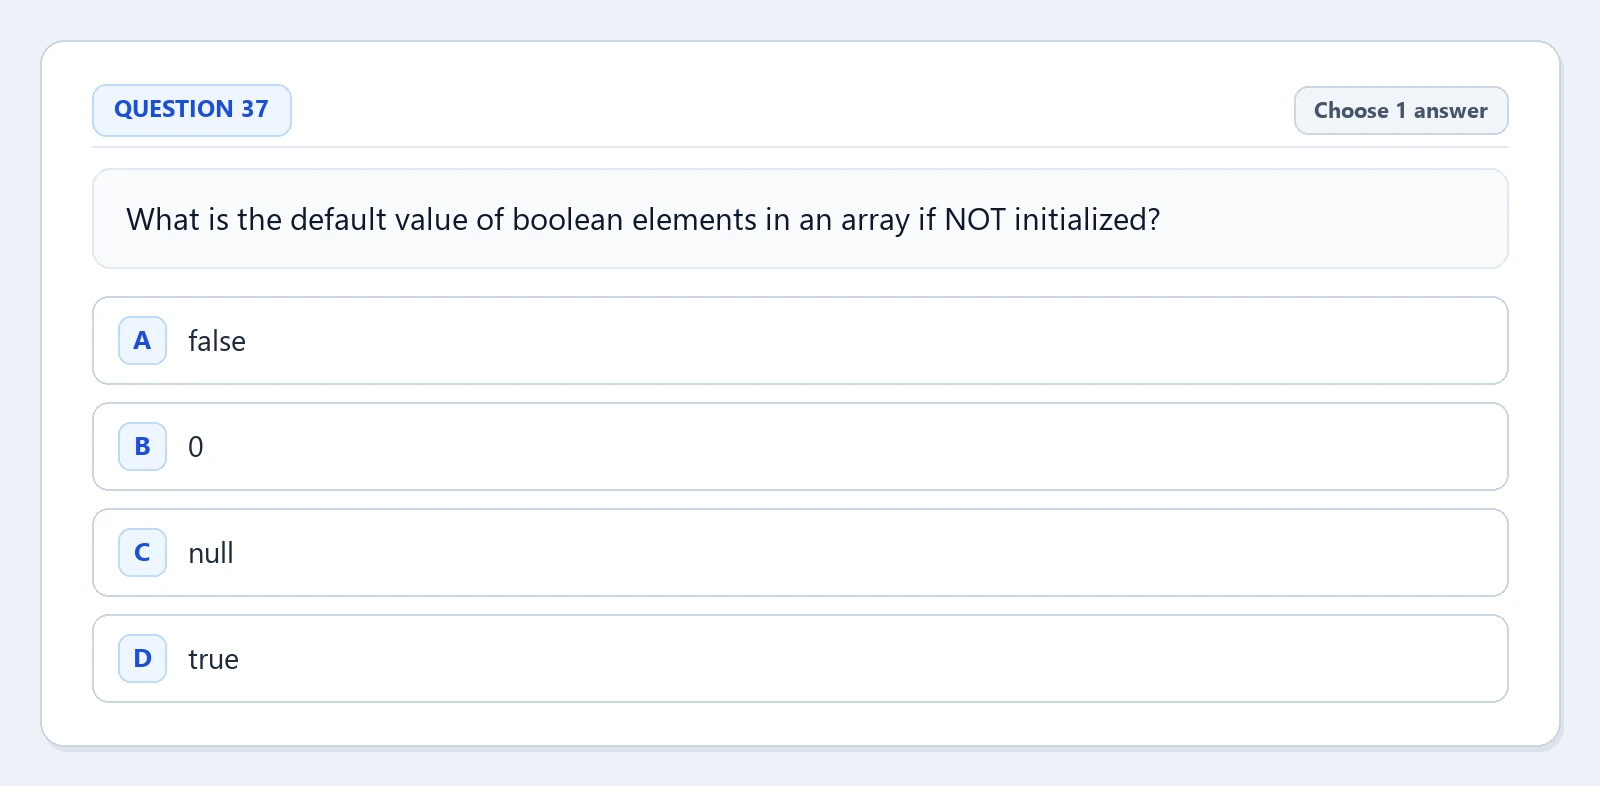 QUESTION 37
Choose 1 answer
What is the default value of boolean elements in an array if NOT initialized?
A false
B 0
C null
D true